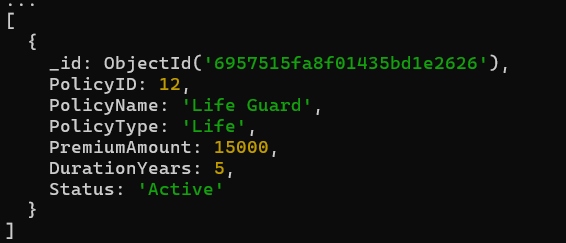 ...
[
  {
    _id: ObjectId('6957515fa8f01435bd1e2626'),
    PolicyID: 12,
    PolicyName: 'Life Guard',
    PolicyType: 'Life',
    PremiumAmount: 15000,
    DurationYears: 5,
    Status: 'Active'
  }
]